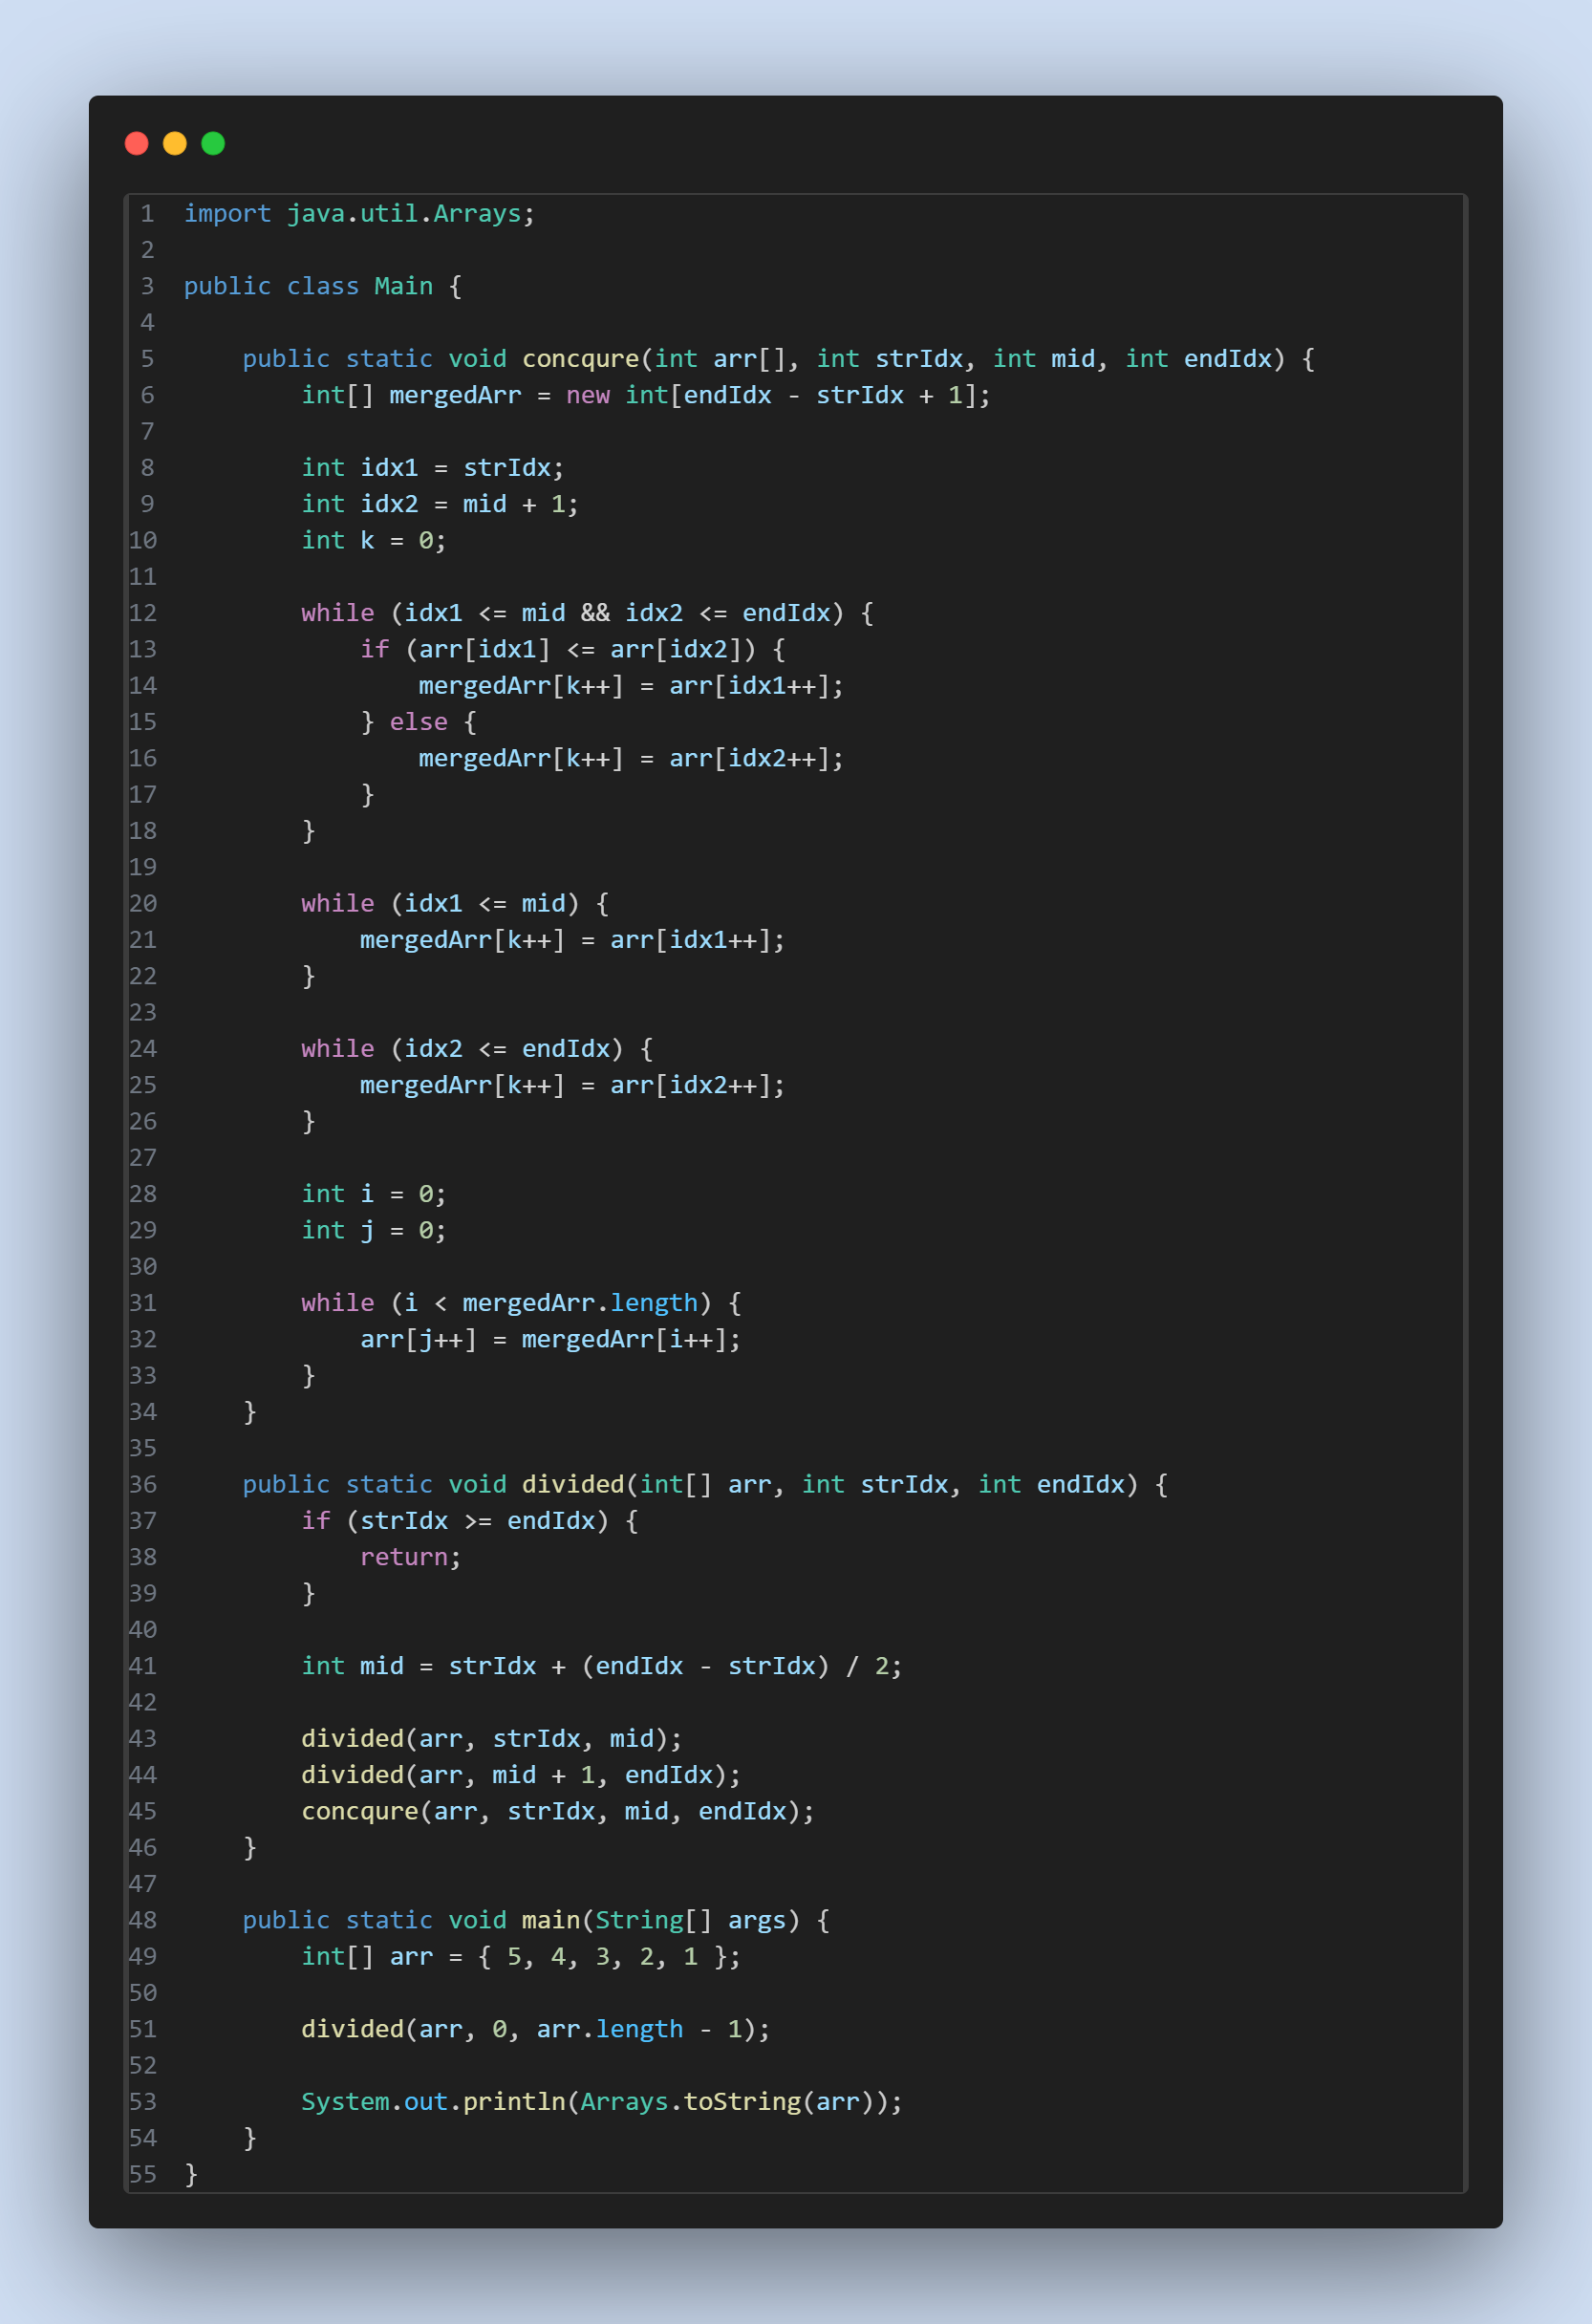 1 import java.util.Arrays;
2
3 public class Main {
4
5     public static void concqure(int arr[], int strIdx, int mid, int endIdx) {
6         int[] mergedArr = new int[endIdx - strIdx + 1];
7
8         int idx1 = strIdx;
9         int idx2 = mid + 1;
10         int k = 0;
11
12         while (idx1 <= mid && idx2 <= endIdx) {
13             if (arr[idx1] <= arr[idx2]) {
14                 mergedArr[k++] = arr[idx1++];
15             } else {
16                 mergedArr[k++] = arr[idx2++];
17             }
18         }
19
20         while (idx1 <= mid) {
21             mergedArr[k++] = arr[idx1++];
22         }
23
24         while (idx2 <= endIdx) {
25             mergedArr[k++] = arr[idx2++];
26         }
27
28         int i = 0;
29         int j = 0;
30
31         while (i < mergedArr.length) {
32             arr[j++] = mergedArr[i++];
33         }
34     }
35
36     public static void divided(int[] arr, int strIdx, int endIdx) {
37         if (strIdx >= endIdx) {
38             return;
39         }
40
41         int mid = strIdx + (endIdx - strIdx) / 2;
42
43         divided(arr, strIdx, mid);
44         divided(arr, mid + 1, endIdx);
45         concqure(arr, strIdx, mid, endIdx);
46     }
47
48     public static void main(String[] args) {
49         int[] arr = { 5, 4, 3, 2, 1 };
50
51         divided(arr, 0, arr.length - 1);
52
53         System.out.println(Arrays.toString(arr));
54     }
55 }